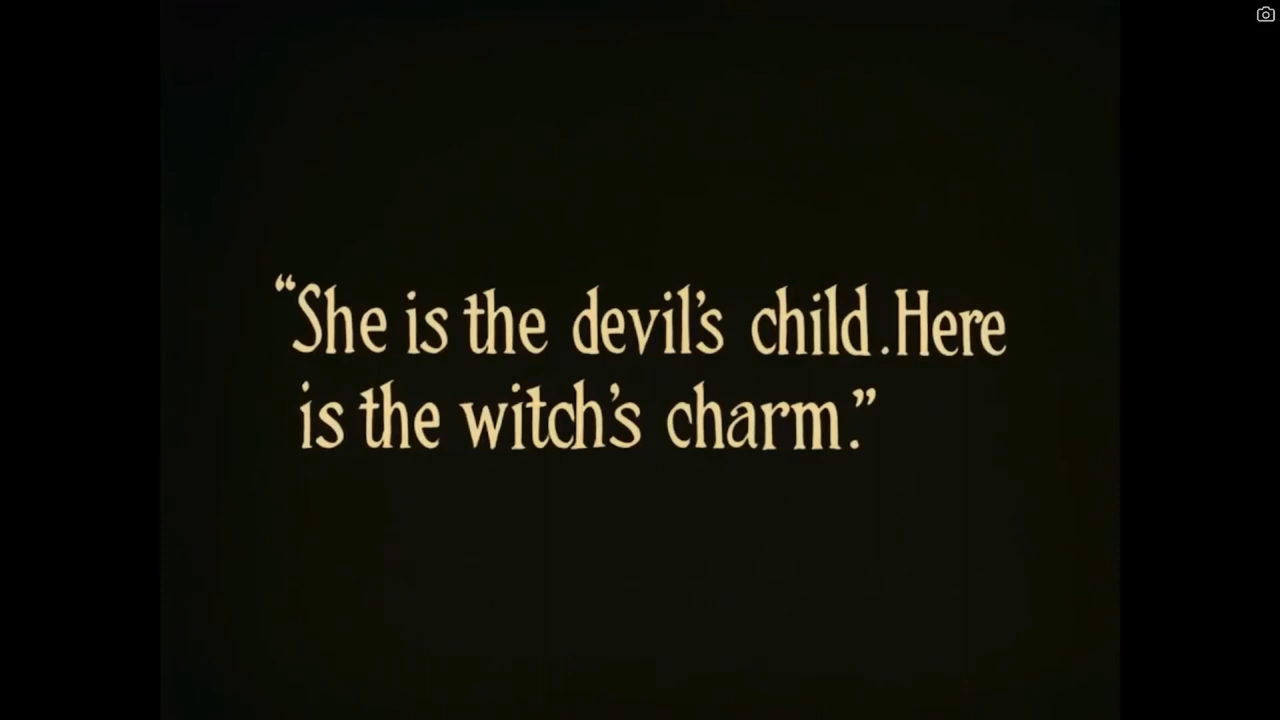 “She is the devil’s child.Here
is the witch’s charm.”